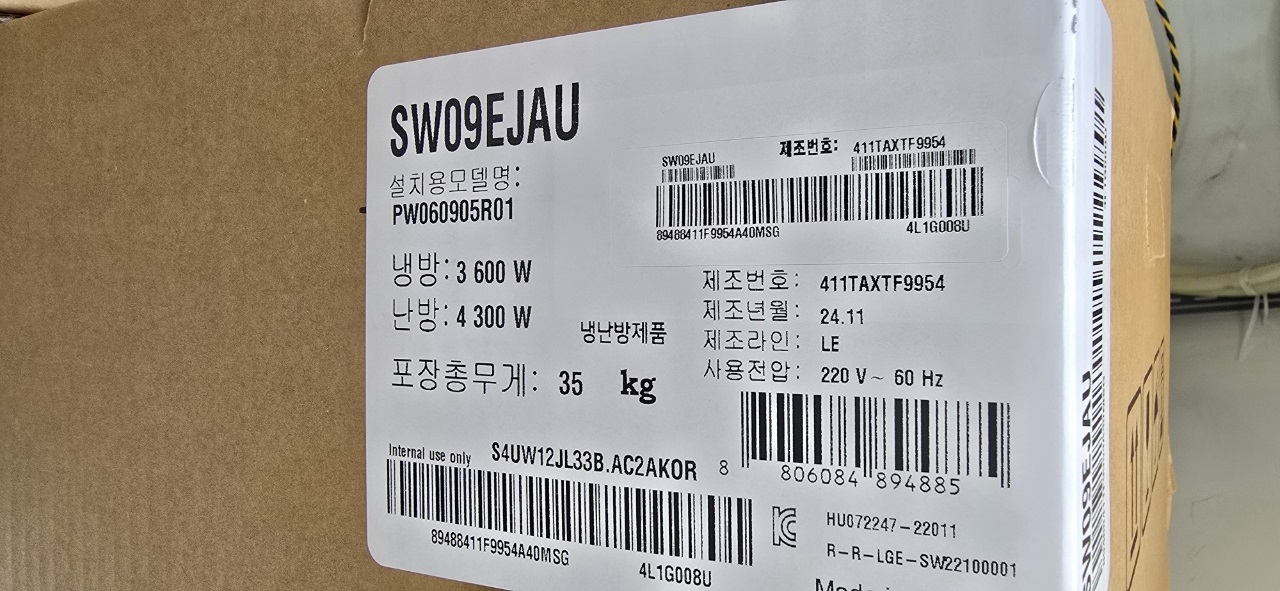 SW09EJAU
설치용모델명:
PW060905R01
냉방: 3 600 W
난방: 4 300 W
냉난방제품
포장총무게: 35 kg
SW09EJAU 제조번호: 411TAXTF9954
89488411F9954A40MSG 4L1G008U
제조번호: 411TAXTF9954
제조년월: 24.11
제조라인: LE
사용전압: 220 V~ 60 Hz
8 806084 894885
Internal use only S4UW12JL33B.AC2AKOR
89488411F9954A40MSG 4L1G008U
HU072247-22011
R-R-LGE-SW22100001
SW09EJAU